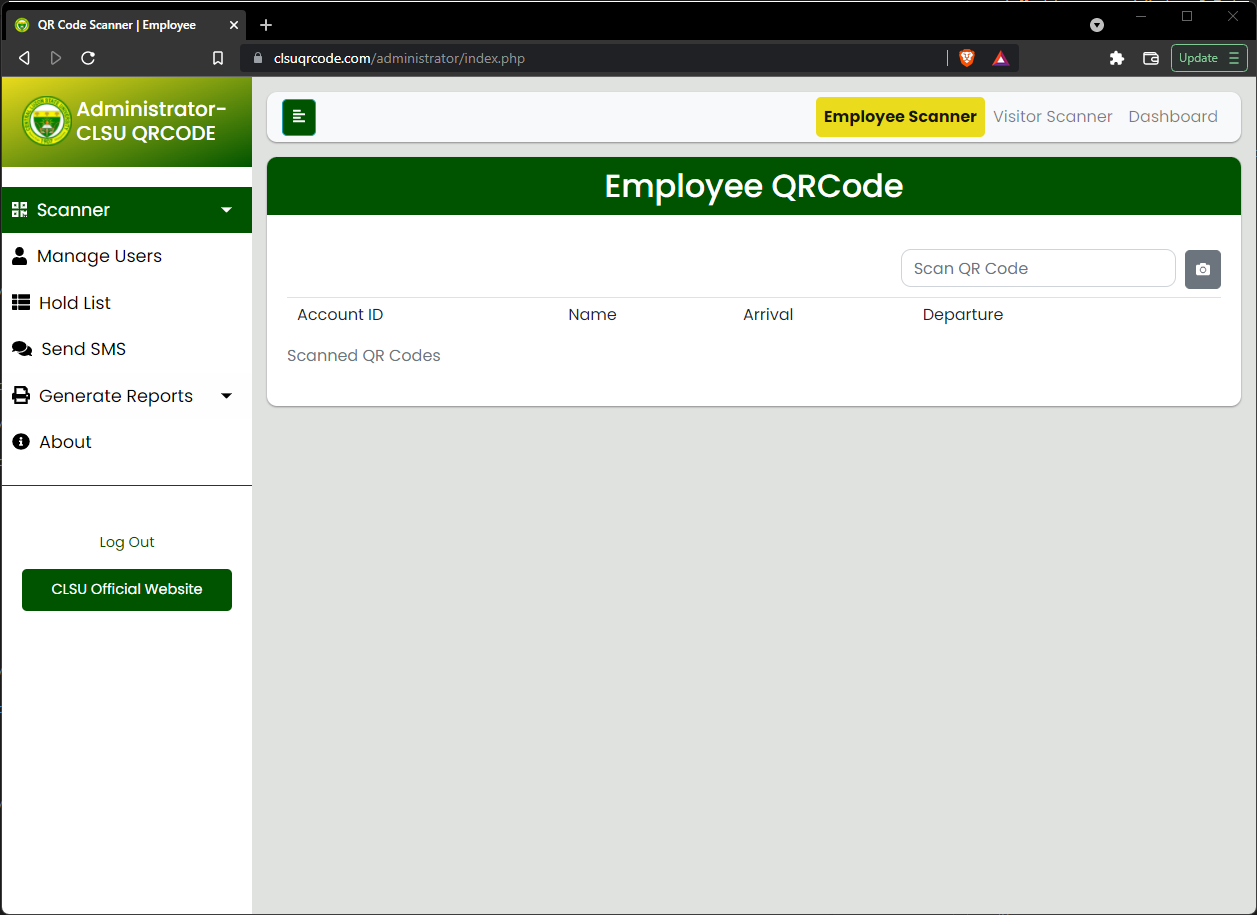 QR Code Scanner | Employee
clsuqrcode.com/administrator/index.php
Update
Administrator-
CLSU QRCODE
Scanner
Manage Users
Hold List
Send SMS
Generate Reports
About
Log Out
CLSU Official Website
Employee Scanner Visitor Scanner Dashboard
Employee QRCode
Scan QR Code
Account ID Name Arrival Departure
Scanned QR Codes